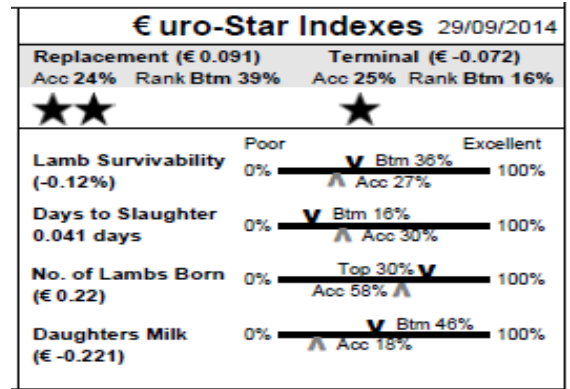 € uro-Star Indexes 29/09/2014
Replacement (€ 0.091) Terminal (€ -0.072)
Acc 24% Rank Btm 39% Acc 25% Rank Btm 16%
Poor Excellent
Lamb Survivability 0% Btm 36% 100%
(-0.12%) Acc 27%
Days to Slaughter 0% Btm 16% 100%
0.041 days Acc 30%
No. of Lambs Born 0% Top 30% 100%
(€ 0.22) Acc 58%
Daughters Milk 0% Btm 46% 100%
(€ -0.221) Acc 18%